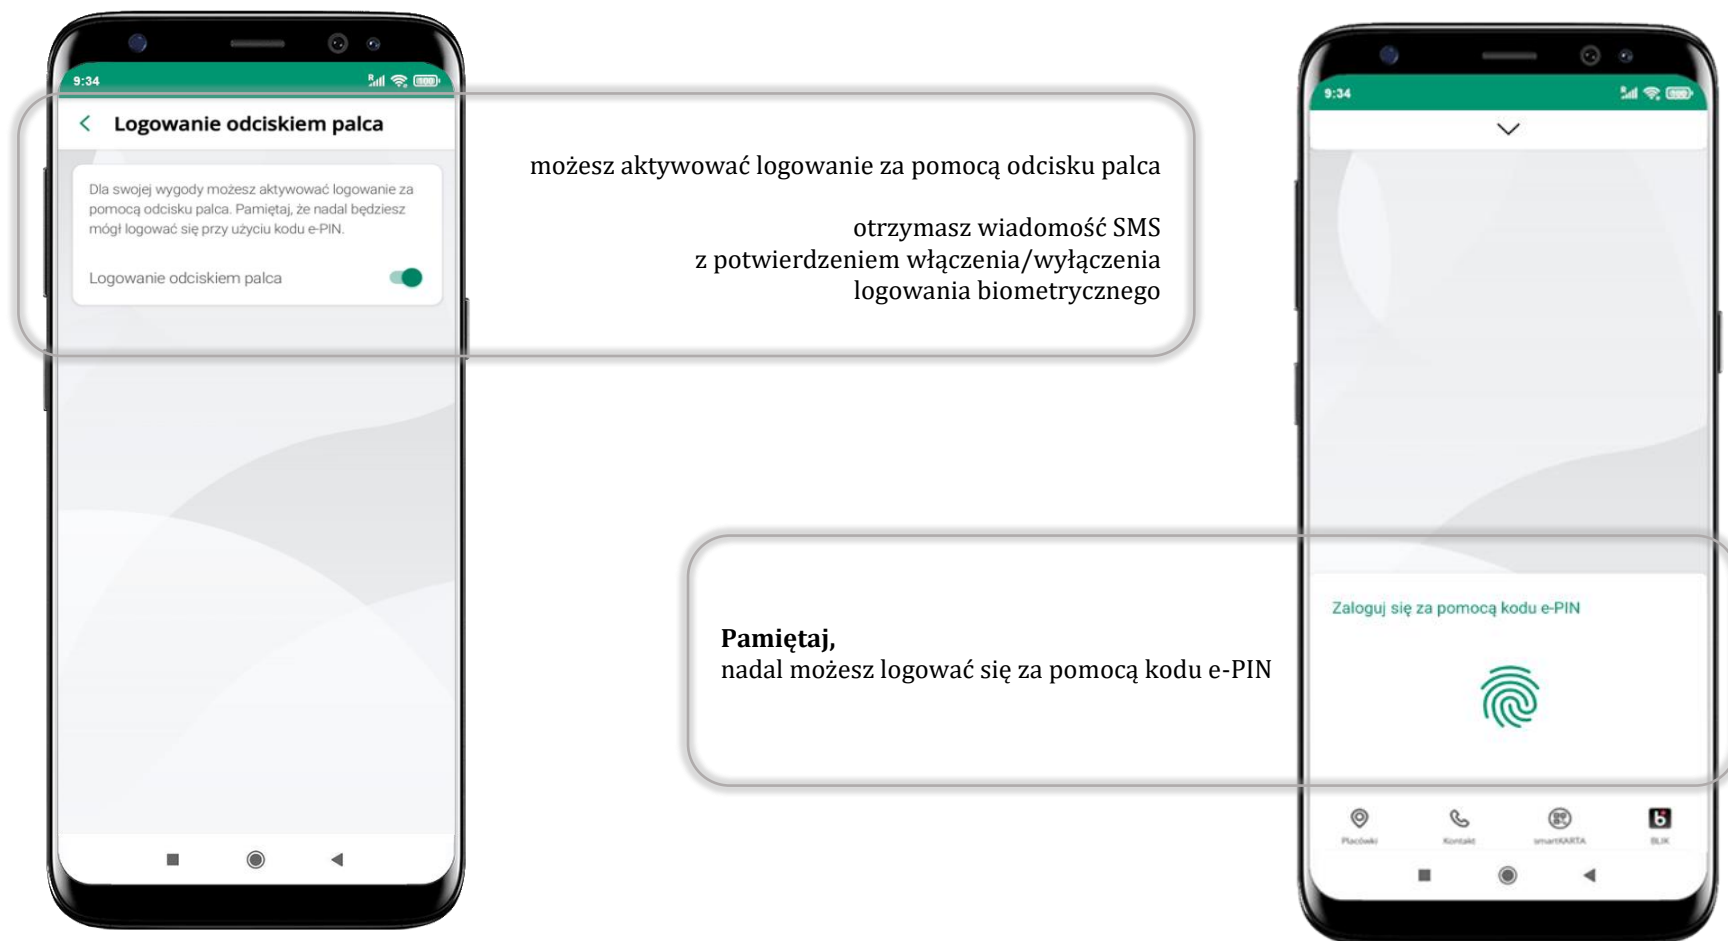 9:34
Logowanie odciskiem palca
Dla swojej wygody możesz aktywować logowanie za
pomocą odcisku palca. Pamiętaj, że nadal będziesz
mógł logować się przy użyciu kodu e-PIN.
Logowanie odciskiem palca
możesz aktywować logowanie za pomocą odcisku palca
otrzymasz wiadomość SMS
z potwierdzeniem włączenia/wyłączenia
logowania biometrycznego
Pamiętaj,
nadal możesz logować się za pomocą kodu e-PIN
9:34
Zaloguj się za pomocą kodu e-PIN
Placówki
Kontakt
smartKARTA
BLIK